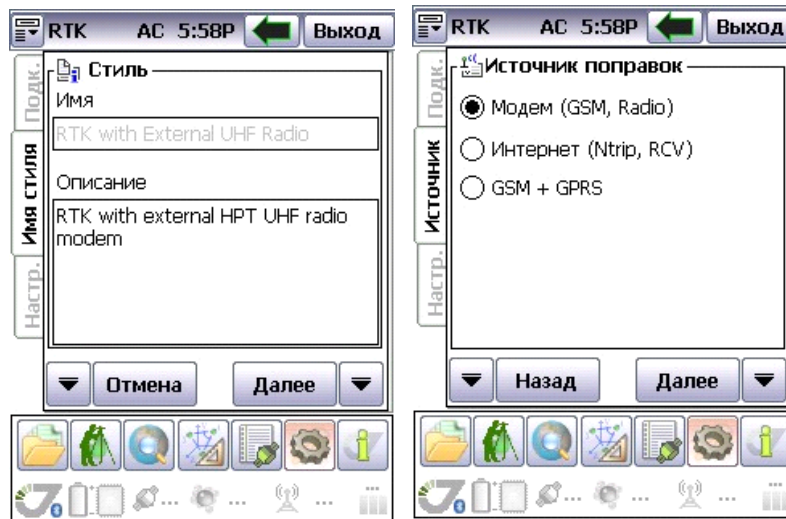 RTK AC 5:58P Выход
Подк.
Имя стиля
Настр.
Стиль
Имя
RTK with External UHF Radio
Описание
RTK with external HPT UHF radio
modem
Отмена Далее
RTK AC 5:58P Выход
Подк.
Источник
Настр.
Источник поправок
Модем (GSM, Radio)
Интернет (Ntrip, RCV)
GSM + GPRS
Назад Далее